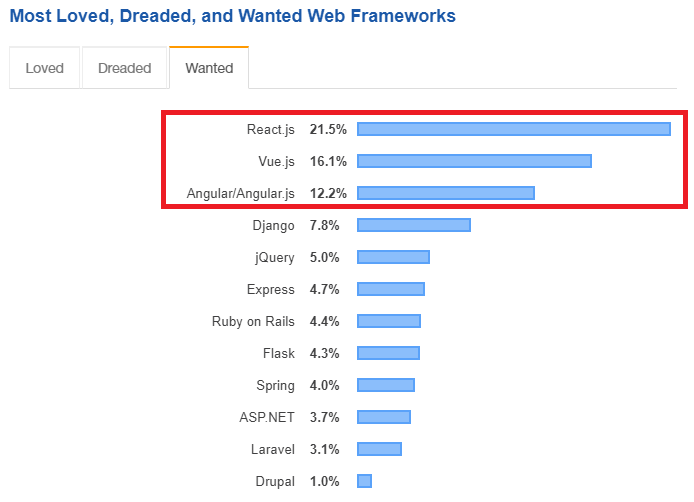 Most Loved, Dreaded, and Wanted Web Frameworks
Loved Dreaded Wanted
React.js 21.5%
Vue.js 16.1%
Angular/Angular.js 12.2%
Django 7.8%
jQuery 5.0%
Express 4.7%
Ruby on Rails 4.4%
Flask 4.3%
Spring 4.0%
ASP.NET 3.7%
Laravel 3.1%
Drupal 1.0%